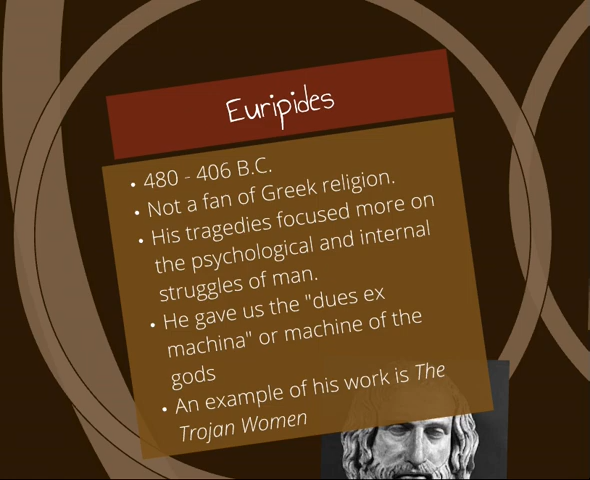 Euripides
• 480 - 406 B.C.
• Not a fan of Greek religion.
• His tragedies focused more on
the psychological and internal
struggles of man.
• He gave us the "dues ex
machina" or machine of the
gods
• An example of his work is The
Trojan Women